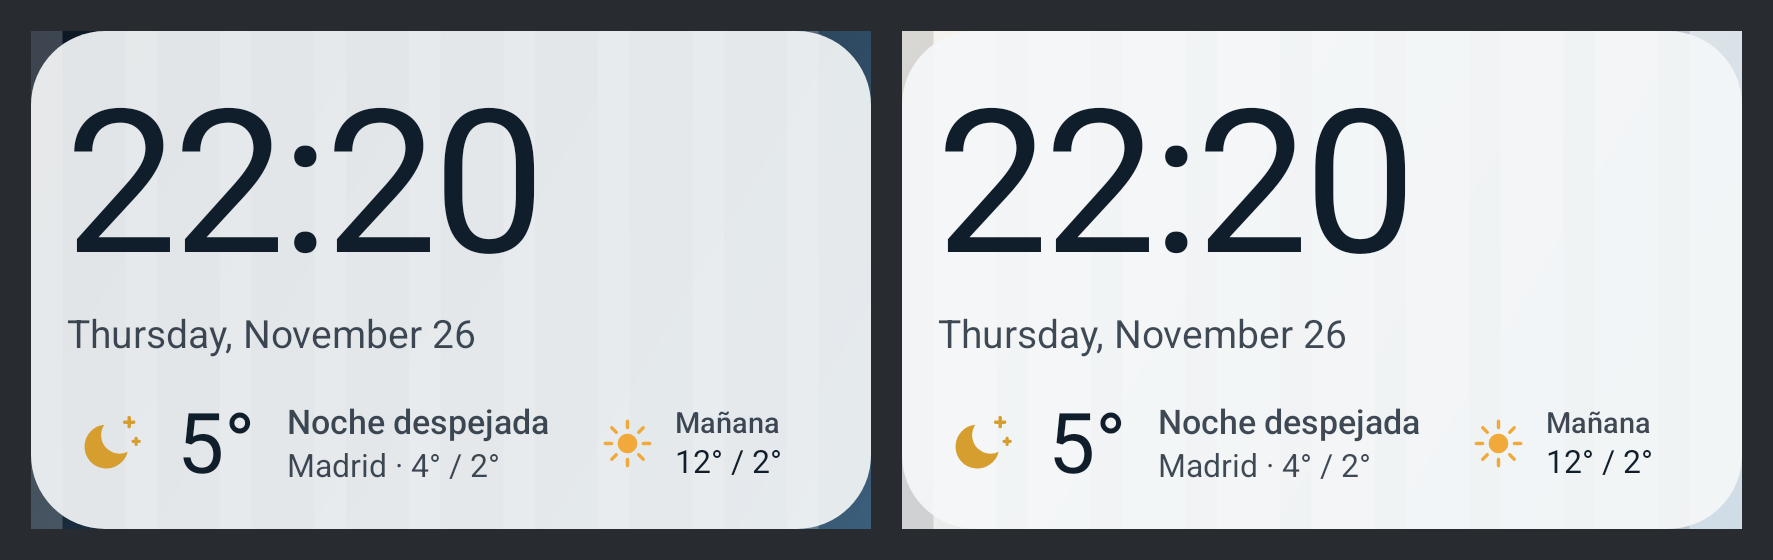 22:20
Thursday, November 26
5°
Noche despejada
Madrid · 4° / 2°
Mañana
12° / 2°
22:20
Thursday, November 26
5°
Noche despejada
Madrid · 4° / 2°
Mañana
12° / 2°